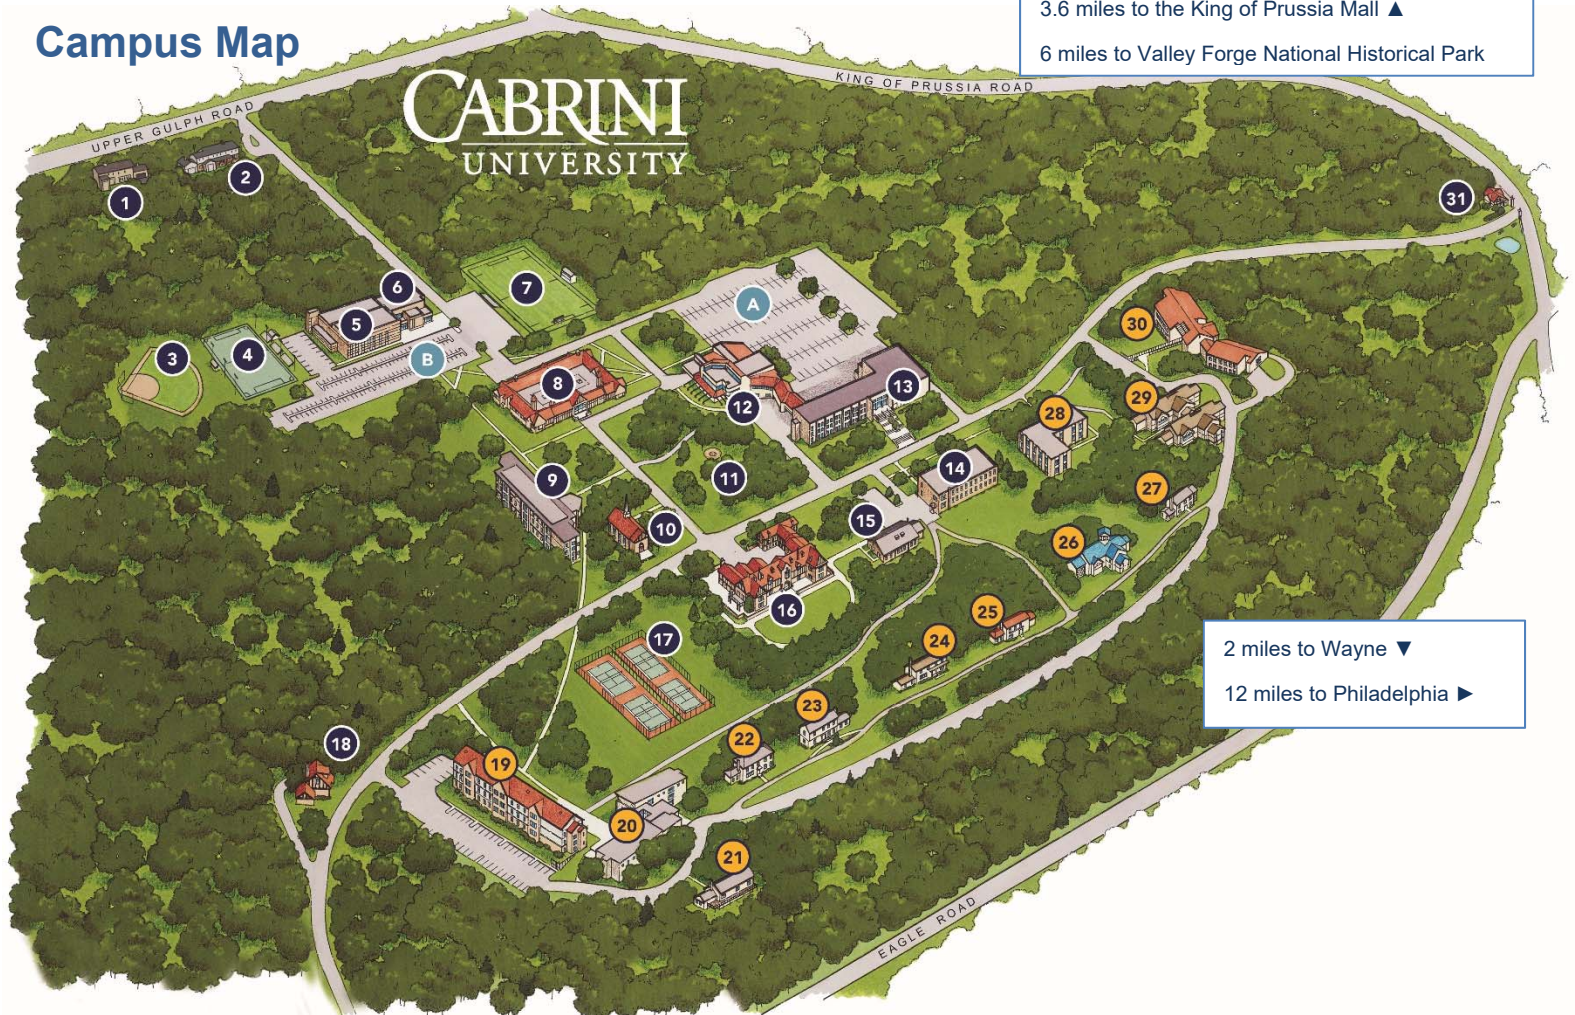 3.6 miles to the King of Prussia Mall ▲
Campus Map
6 miles to Valley Forge National Historical Park
KING OF PRUSSIA ROAD
CABRINI
UNIVERSITY
UPPER GULPH ROAD
1
2
31
6
7
A
5
B
3
4
8
30
12
13
29
28
9
11
14
27
10
15
26
16
25
17
24
2 miles to Wayne ▼
12 miles to Philadelphia ►
23
22
18
19
20
21
EAGLE ROAD